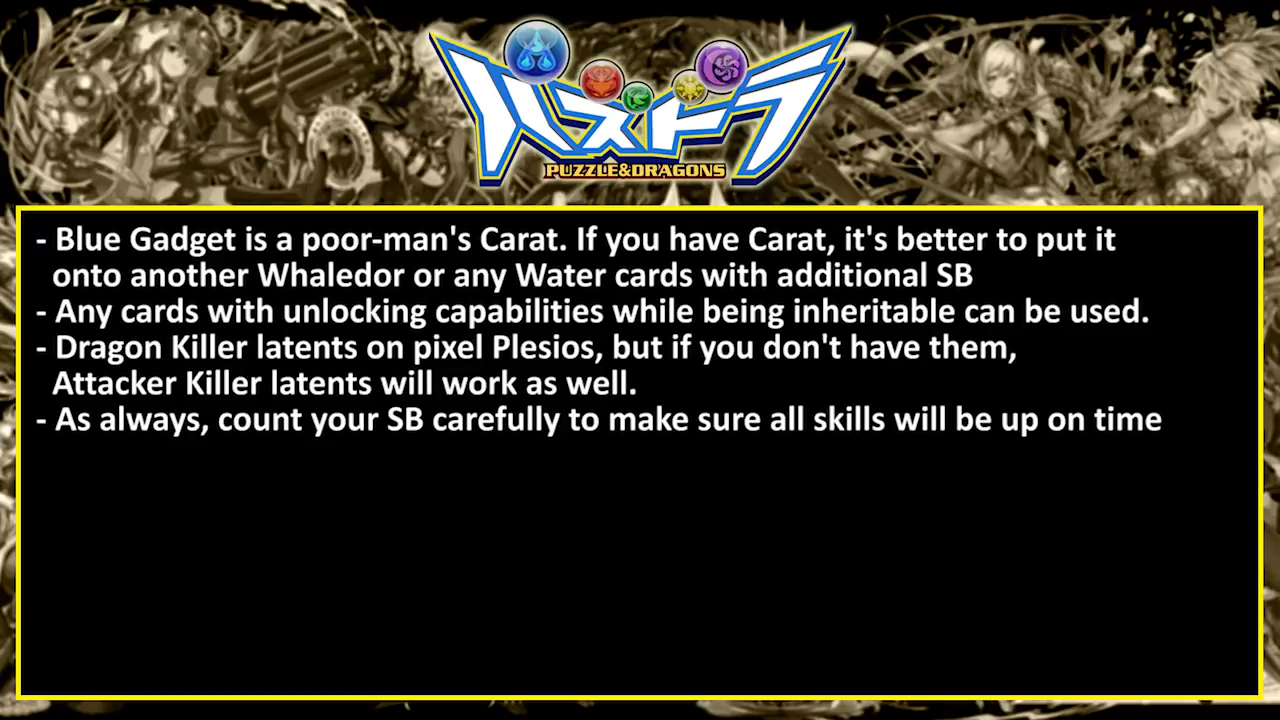 パズドラ
PUZZLE&DRAGONS
- Blue Gadget is a poor-man's Carat. If you have Carat, it's better to put it
onto another Whaledor or any Water cards with additional SB
- Any cards with unlocking capabilities while being inheritable can be used.
- Dragon Killer latents on pixel Plesios, but if you don't have them,
Attacker Killer latents will work as well.
- As always, count your SB carefully to make sure all skills will be up on time